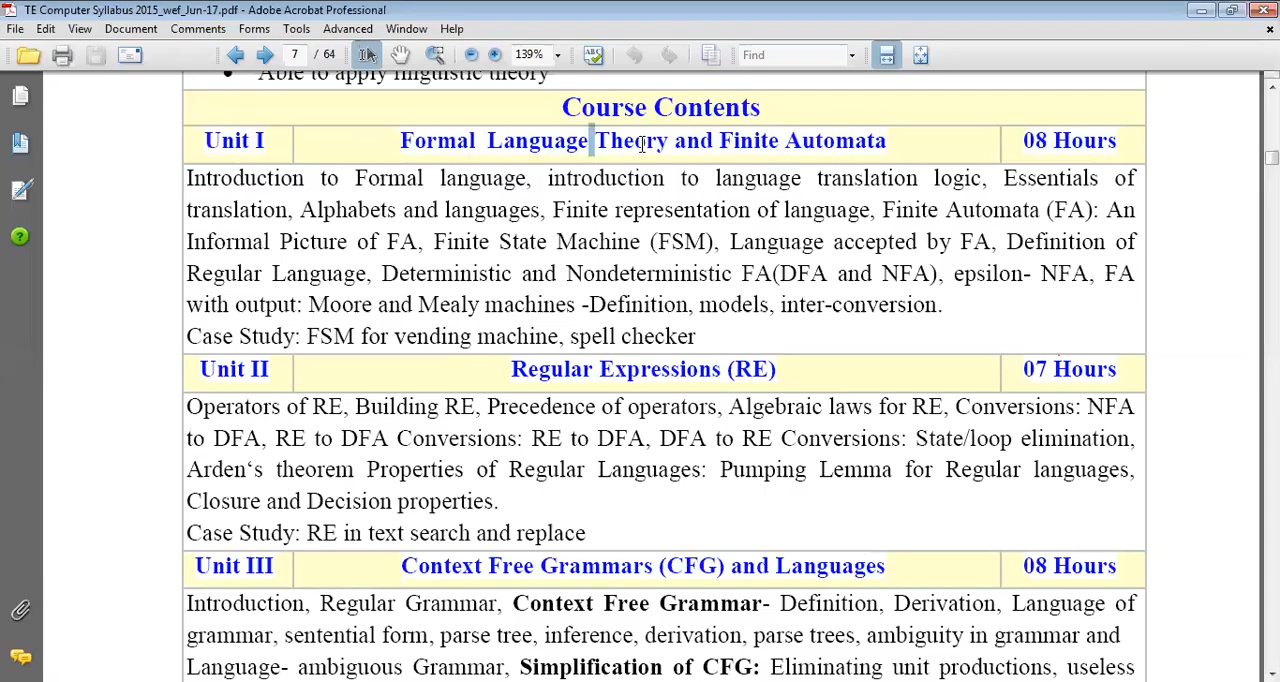 TE Computer Syllabus 2015_wef_Jun-17.pdf - Adobe Acrobat Professional
File Edit View Document Comments Forms Tools Advanced Window Help
7 / 64 139% Find
Able to apply linguistic theory
Course Contents
Unit I Formal Language Theory and Finite Automata 08 Hours
Introduction to Formal language, introduction to language translation logic, Essentials of
translation, Alphabets and languages, Finite representation of language, Finite Automata (FA): An
Informal Picture of FA, Finite State Machine (FSM), Language accepted by FA, Definition of
Regular Language, Deterministic and Nondeterministic FA(DFA and NFA), epsilon- NFA, FA
with output: Moore and Mealy machines -Definition, models, inter-conversion.
Case Study: FSM for vending machine, spell checker
Unit II Regular Expressions (RE) 07 Hours
Operators of RE, Building RE, Precedence of operators, Algebraic laws for RE, Conversions: NFA
to DFA, RE to DFA Conversions: RE to DFA, DFA to RE Conversions: State/loop elimination,
Arden‘s theorem Properties of Regular Languages: Pumping Lemma for Regular languages,
Closure and Decision properties.
Case Study: RE in text search and replace
Unit III Context Free Grammars (CFG) and Languages 08 Hours
Introduction, Regular Grammar, Context Free Grammar- Definition, Derivation, Language of
grammar, sentential form, parse tree, inference, derivation, parse trees, ambiguity in grammar and
Language- ambiguous Grammar, Simplification of CFG: Eliminating unit productions, useless